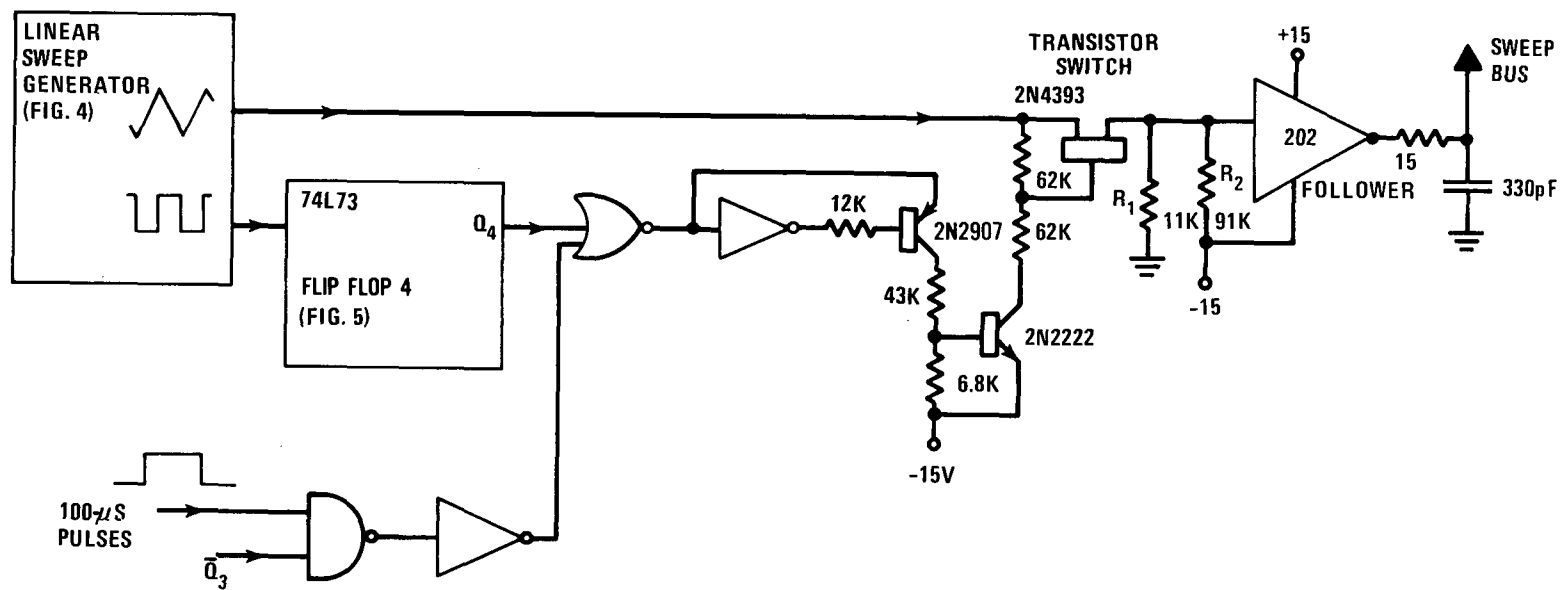 LINEAR
SWEEP
GENERATOR
(FIG. 4)
TRANSISTOR
SWITCH
2N4393
+15
SWEEP
BUS
202
FOLLOWER
15
330pF
62K
62K
R1
11K
R2
91K
-15
74L73
Q4
FLIP FLOP 4
(FIG. 5)
12K
2N2907
43K
2N2222
6.8K
-15V
100-μS
PULSES
Q̅3